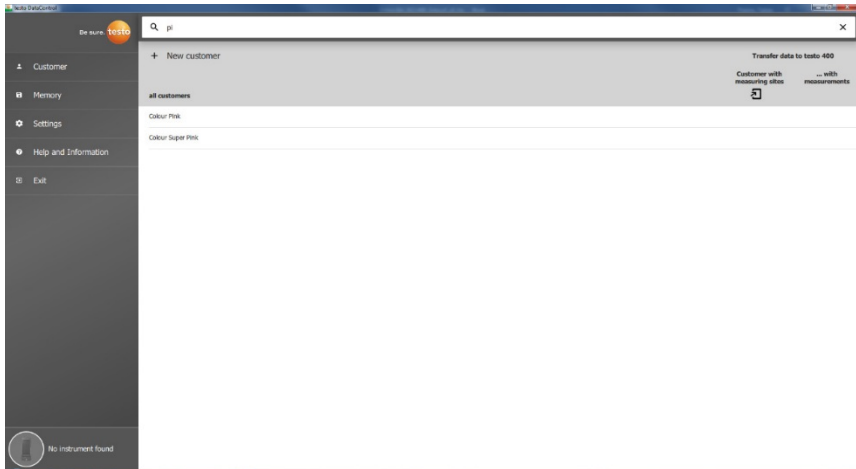 testo DataControl
Be sure. testo
pi
Customer
Memory
Settings
Help and Information
Exit
No instrument found
+ New customer
Transfer data to testo 400
Customer with
measuring sites
... with
measurements
all customers
Colour Pink
Colour Super Pink